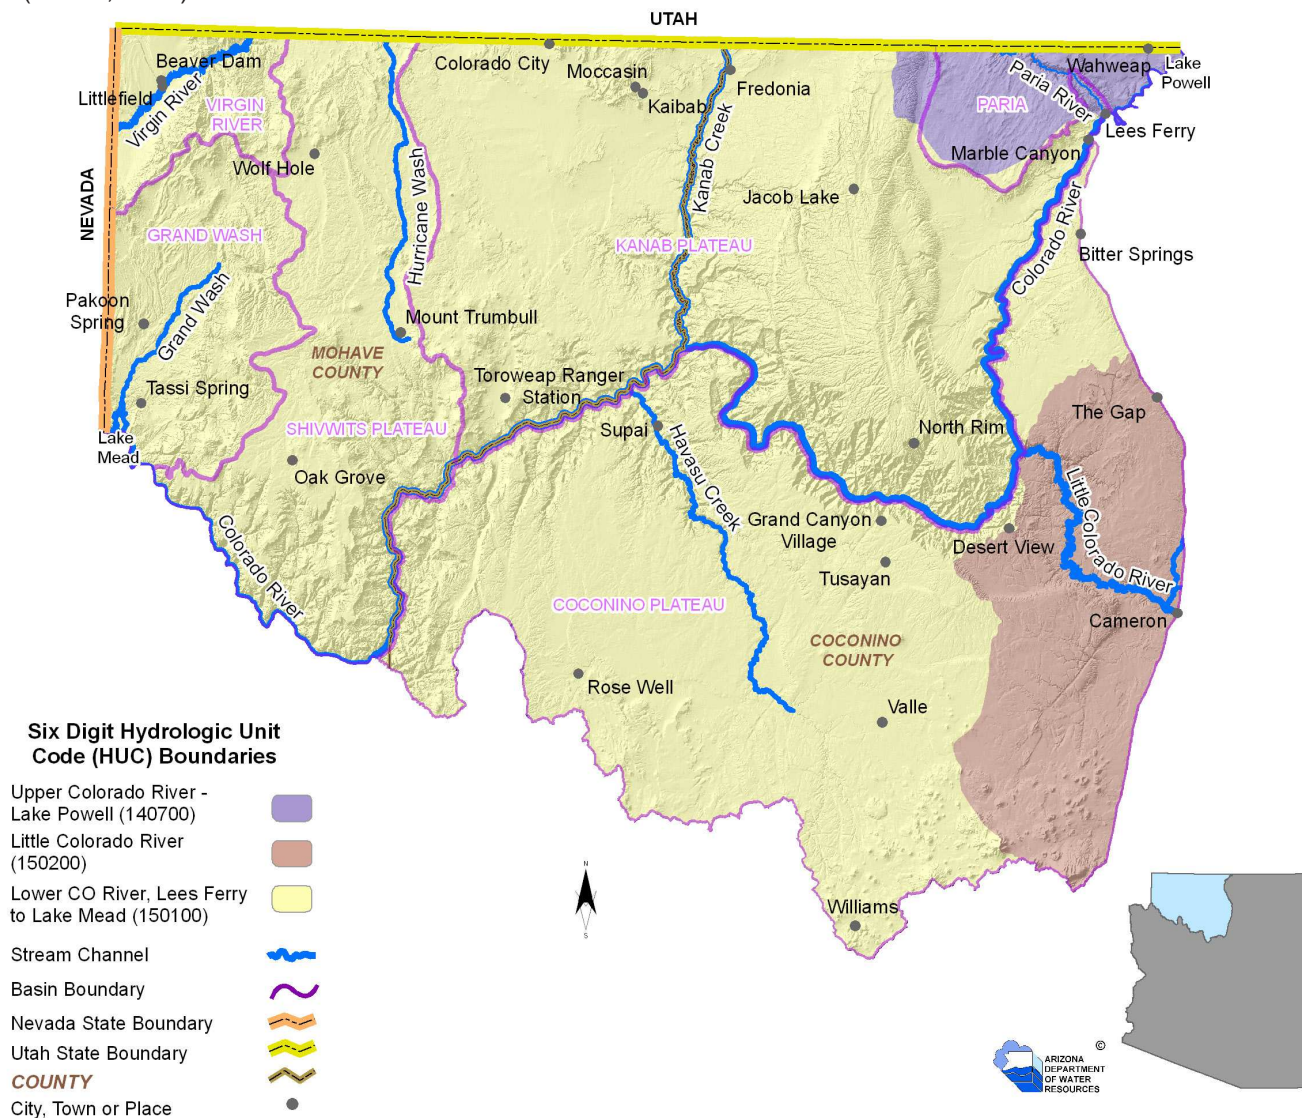 UTAH
NEVADA
Beaver Dam
Littlefield
Virgin River
VIRGIN
RIVER
Wolf Hole
GRAND WASH
Pakoon
Spring
Grand Wash
Tassi Spring
Lake
Mead
Colorado City
Moccasin
Kaibab
Fredonia
Kanab Creek
Hurricane Wash
Jacob Lake
KANAB PLATEAU
PARIA
Paria River
Wahweap
Lake
Powell
Lees Ferry
Marble Canyon
Colorado River
Bitter Springs
Mount Trumbull
MOHAVE
COUNTY
Toroweap Ranger
Station
SHIVWITS PLATEAU
Oak Grove
Supai
Havasu Creek
North Rim
The Gap
Little Colorado River
Grand Canyon
Village
Desert View
Tusayan
Cameron
Colorado River
COCONINO PLATEAU
COCONINO
COUNTY
Rose Well
Valle
Williams
Six Digit Hydrologic Unit
Code (HUC) Boundaries
Upper Colorado River -
Lake Powell (140700)
Little Colorado River
(150200)
Lower CO River, Lees Ferry
to Lake Mead (150100)
Stream Channel
Basin Boundary
Nevada State Boundary
Utah State Boundary
COUNTY
City, Town or Place
N
S
©
ARIZONA
DEPARTMENT
OF WATER
RESOURCES